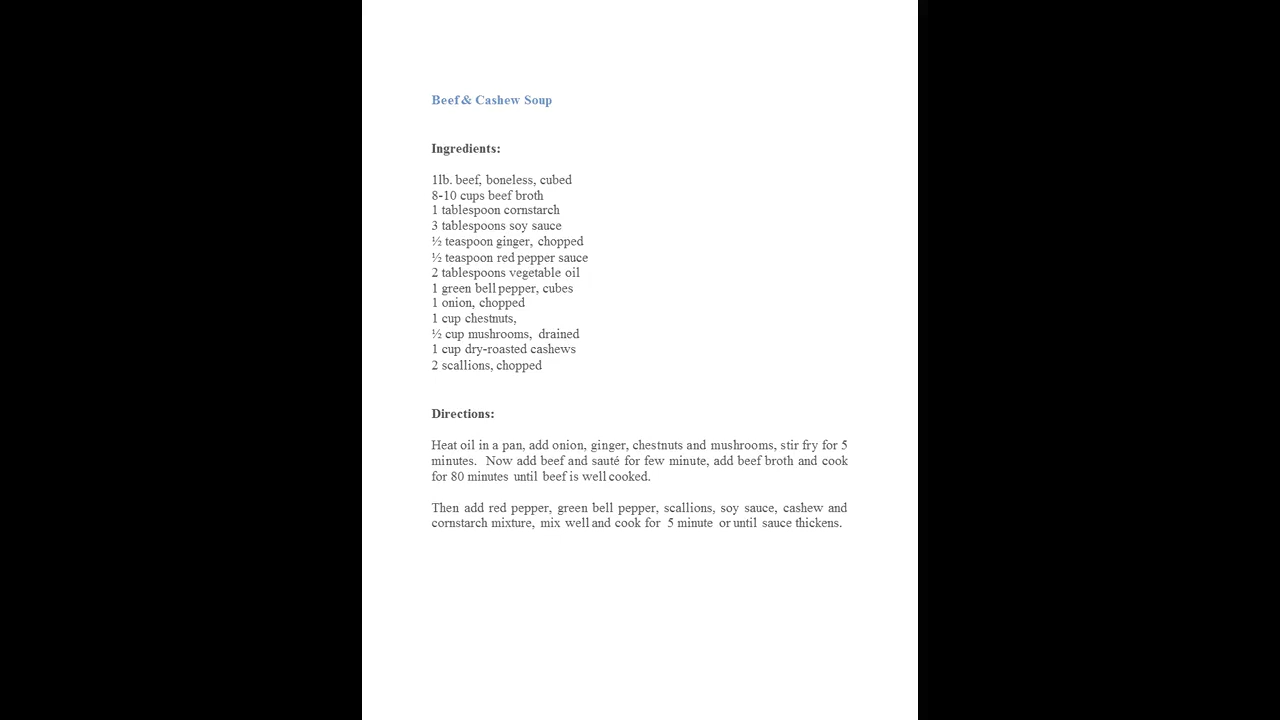 Beef & Cashew Soup
Ingredients:
1lb. beef, boneless, cubed
8-10 cups beef broth
1 tablespoon cornstarch
3 tablespoons soy sauce
½ teaspoon ginger, chopped
½ teaspoon red pepper sauce
2 tablespoons vegetable oil
1 green bell pepper, cubes
1 onion, chopped
1 cup chestnuts,
½ cup mushrooms, drained
1 cup dry-roasted cashews
2 scallions, chopped
Directions:
Heat oil in a pan, add onion, ginger, chestnuts and mushrooms, stir fry for 5
minutes. Now add beef and sauté for few minute, add beef broth and cook
for 80 minutes until beef is well cooked.
Then add red pepper, green bell pepper, scallions, soy sauce, cashew and
cornstarch mixture, mix well and cook for 5 minute or until sauce thickens.